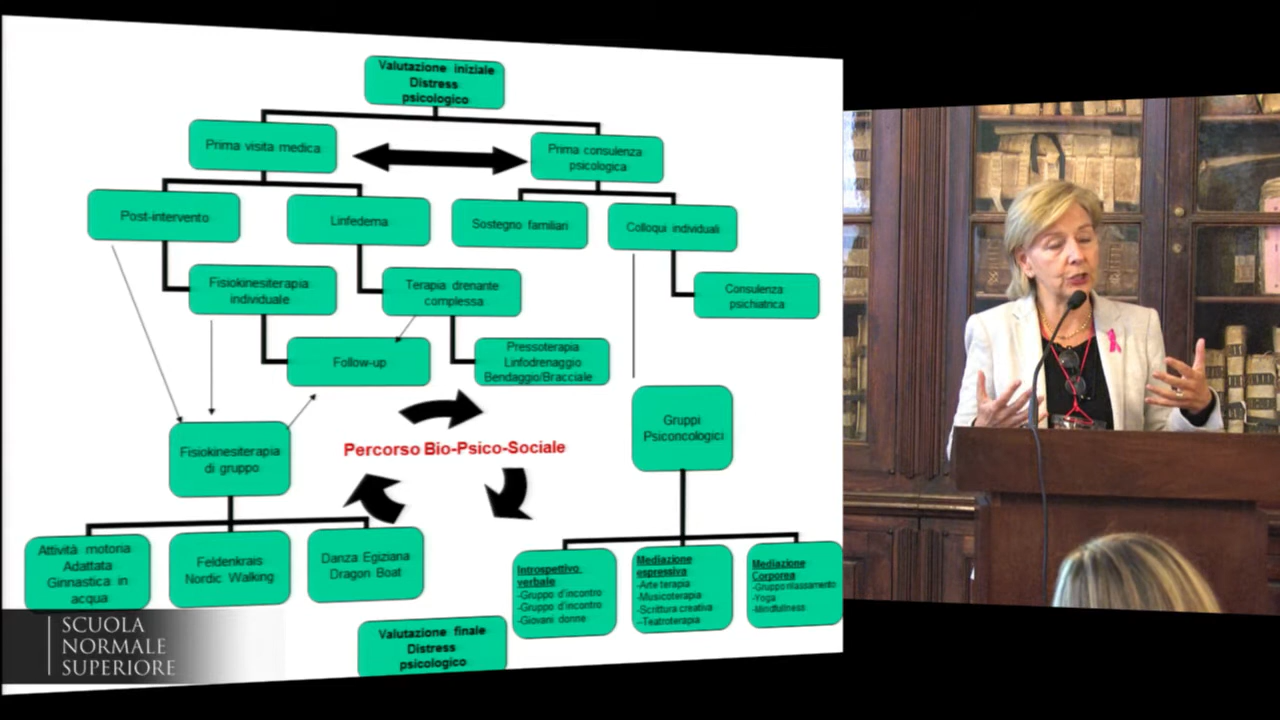 Valutazione iniziale
Distress
psicologico
Prima visita medica
Prima consulenza
psicologica
Post-intervento
Linfedema
Sostegno familiari
Colloqui individuali
Fisiokinesiterapia
individuale
Terapia drenante
complessa
Consulenza
psichiatrica
Follow-up
Pressoterapia
Linfodrenaggio
Bendaggio/Bracciale
Fisiokinesiterapia
di gruppo
Percorso Bio-Psico-Sociale
Gruppi
Psiconcologici
Attività motoria
Adattata
Ginnastica in
acqua
Feldenkrais
Nordic Walking
Danza Egiziana
Dragon Boat
Introspettivo
verbale
-Gruppo d'incontro
-Gruppo d'incontro
-Giovani donne
Mediazione
espressiva
-Arte terapia
-Musicoterapia
-Scrittura creativa
-Teatroterapia
Mediazione
Corporea
-Gruppo rilassamento
-Yoga
-Mindfullness
Valutazione finale
Distress
psicologico
SCUOLA
NORMALE
SUPERIORE